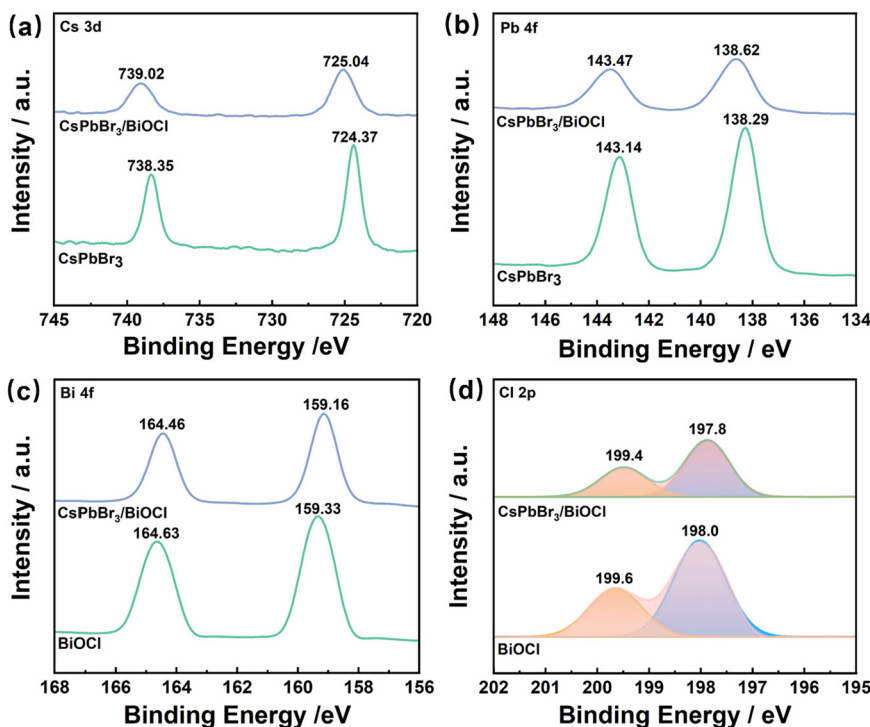 (a)
Cs 3d
739.02
725.04
CsPbBr₃/BiOCl
738.35
724.37
CsPbBr₃
Intensity / a.u.
745 740 735 730 725 720
Binding Energy /eV
(b)
Pb 4f
143.47
138.62
CsPbBr₃/BiOCl
143.14
138.29
CsPbBr₃
Intensity / a.u.
148 146 144 142 140 138 136 134
Binding Energy / eV
(c)
Bi 4f
164.46
159.16
CsPbBr₃/BiOCl
164.63
159.33
BiOCl
Intensity / a.u.
168 166 164 162 160 158 156
Binding Energy / eV
(d)
Cl 2p
199.4
197.8
CsPbBr₃/BiOCl
199.6
198.0
BiOCl
Intensity / a.u.
202 201 200 199 198 197 196 195
Binding Energy / eV